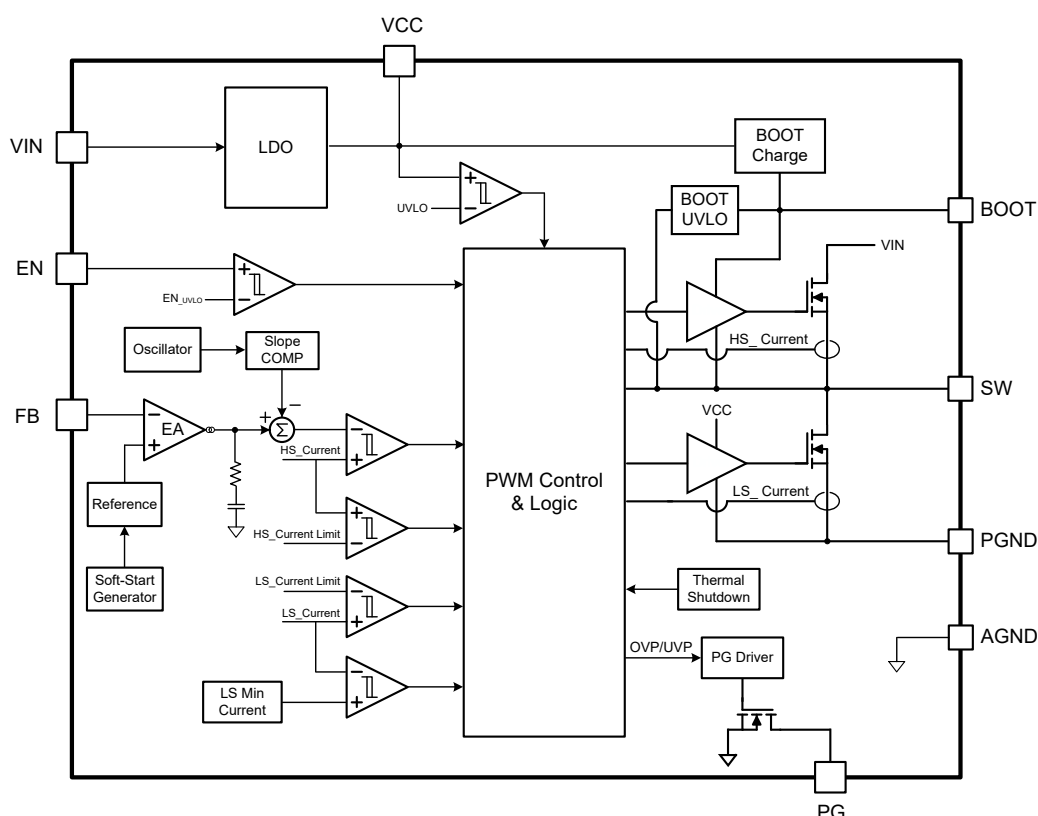 VCC
VIN
LDO
BOOT
Charge
+
−
UVLO
BOOT
UVLO
BOOT
VIN
EN
+
−
EN_UVLO
Oscillator
Slope
COMP
HS_ Current
SW
FB
−
+
EA
+
−
Σ
−
+
HS_Current
VCC
PWM Control
& Logic
LS_ Current
Reference
+
−
HS_Current Limit
PGND
Soft-Start
Generator
LS_Current Limit
−
+
LS_Current
Thermal
Shutdown
AGND
OVP/UVP
PG Driver
LS Min
Current
−
+
PG